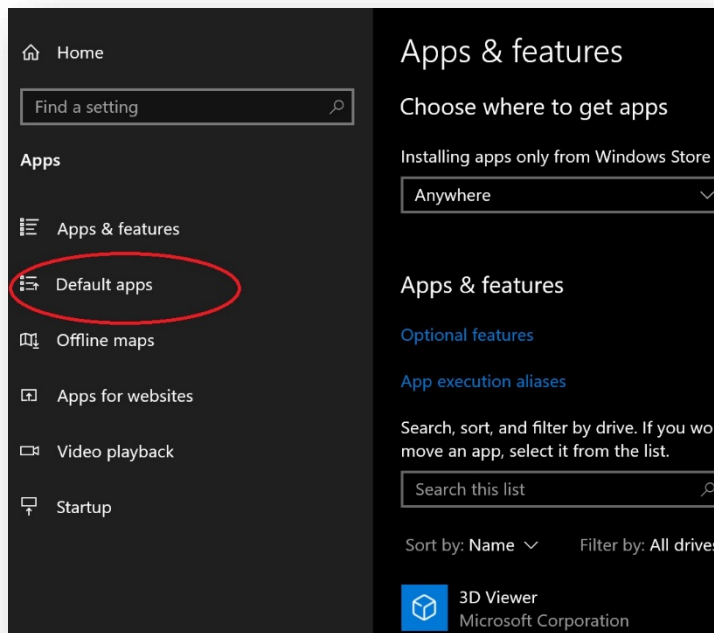 Home
Find a setting
Apps
Apps & features
Default apps
Offline maps
Apps for websites
Video playback
Startup
Apps & features
Choose where to get apps
Installing apps only from Windows Store
Anywhere
Apps & features
Optional features
App execution aliases
Search, sort, and filter by drive. If you wo
move an app, select it from the list.
Search this list
Sort by: Name Filter by: All drives
3D Viewer
Microsoft Corporation